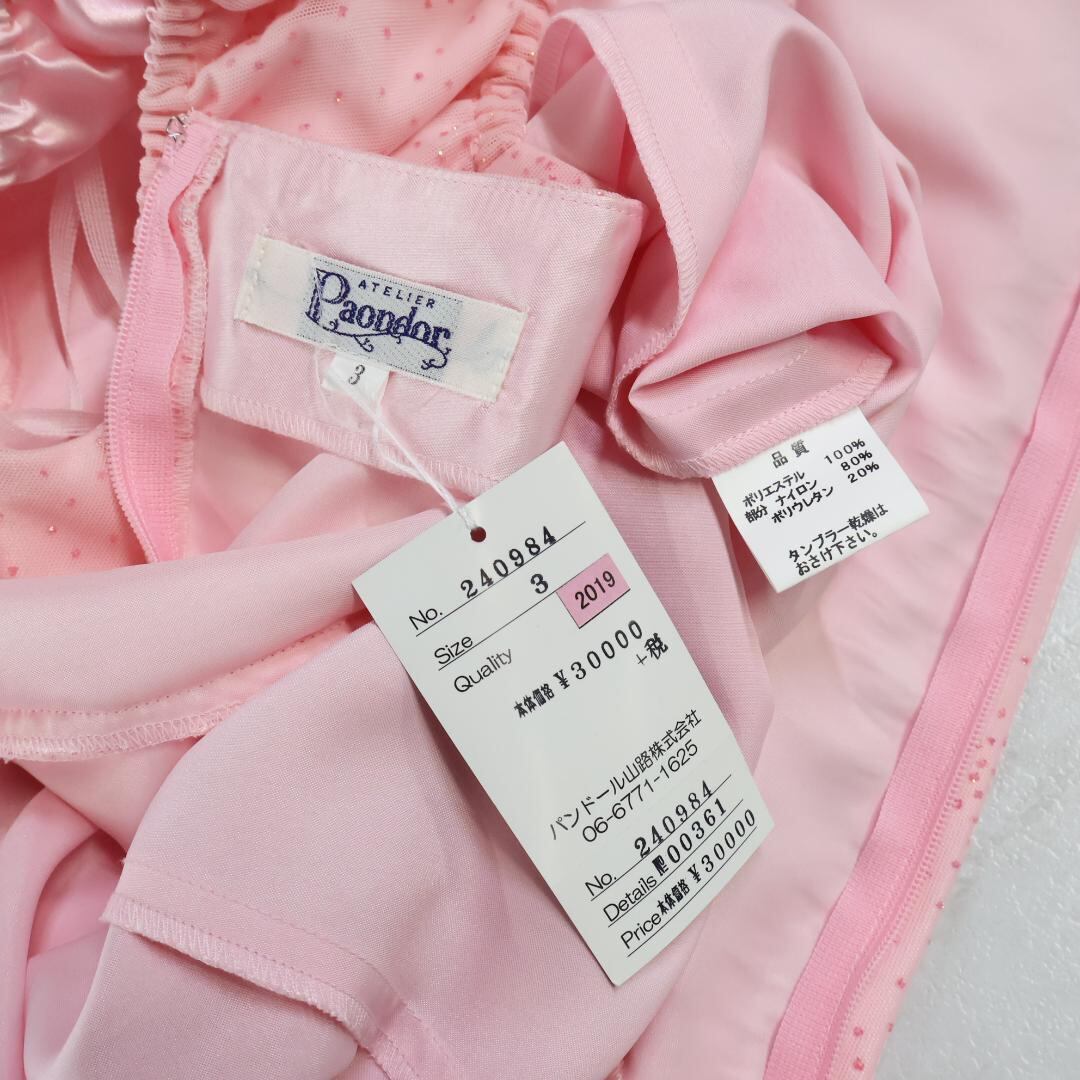 ATELIER
Paondor
3
品質
ポリエステル 100%
部分 ナイロン 80%
ポリウレタン 20%
タンブラー乾燥は
おさけ下さい。
No. 240984
Size 3
2019
Quality
本体価格 ¥30000
+税
パンドール山路株式会社
06-6771-1625
No. 240984
Details 00361
Price 本体価格 ¥30000